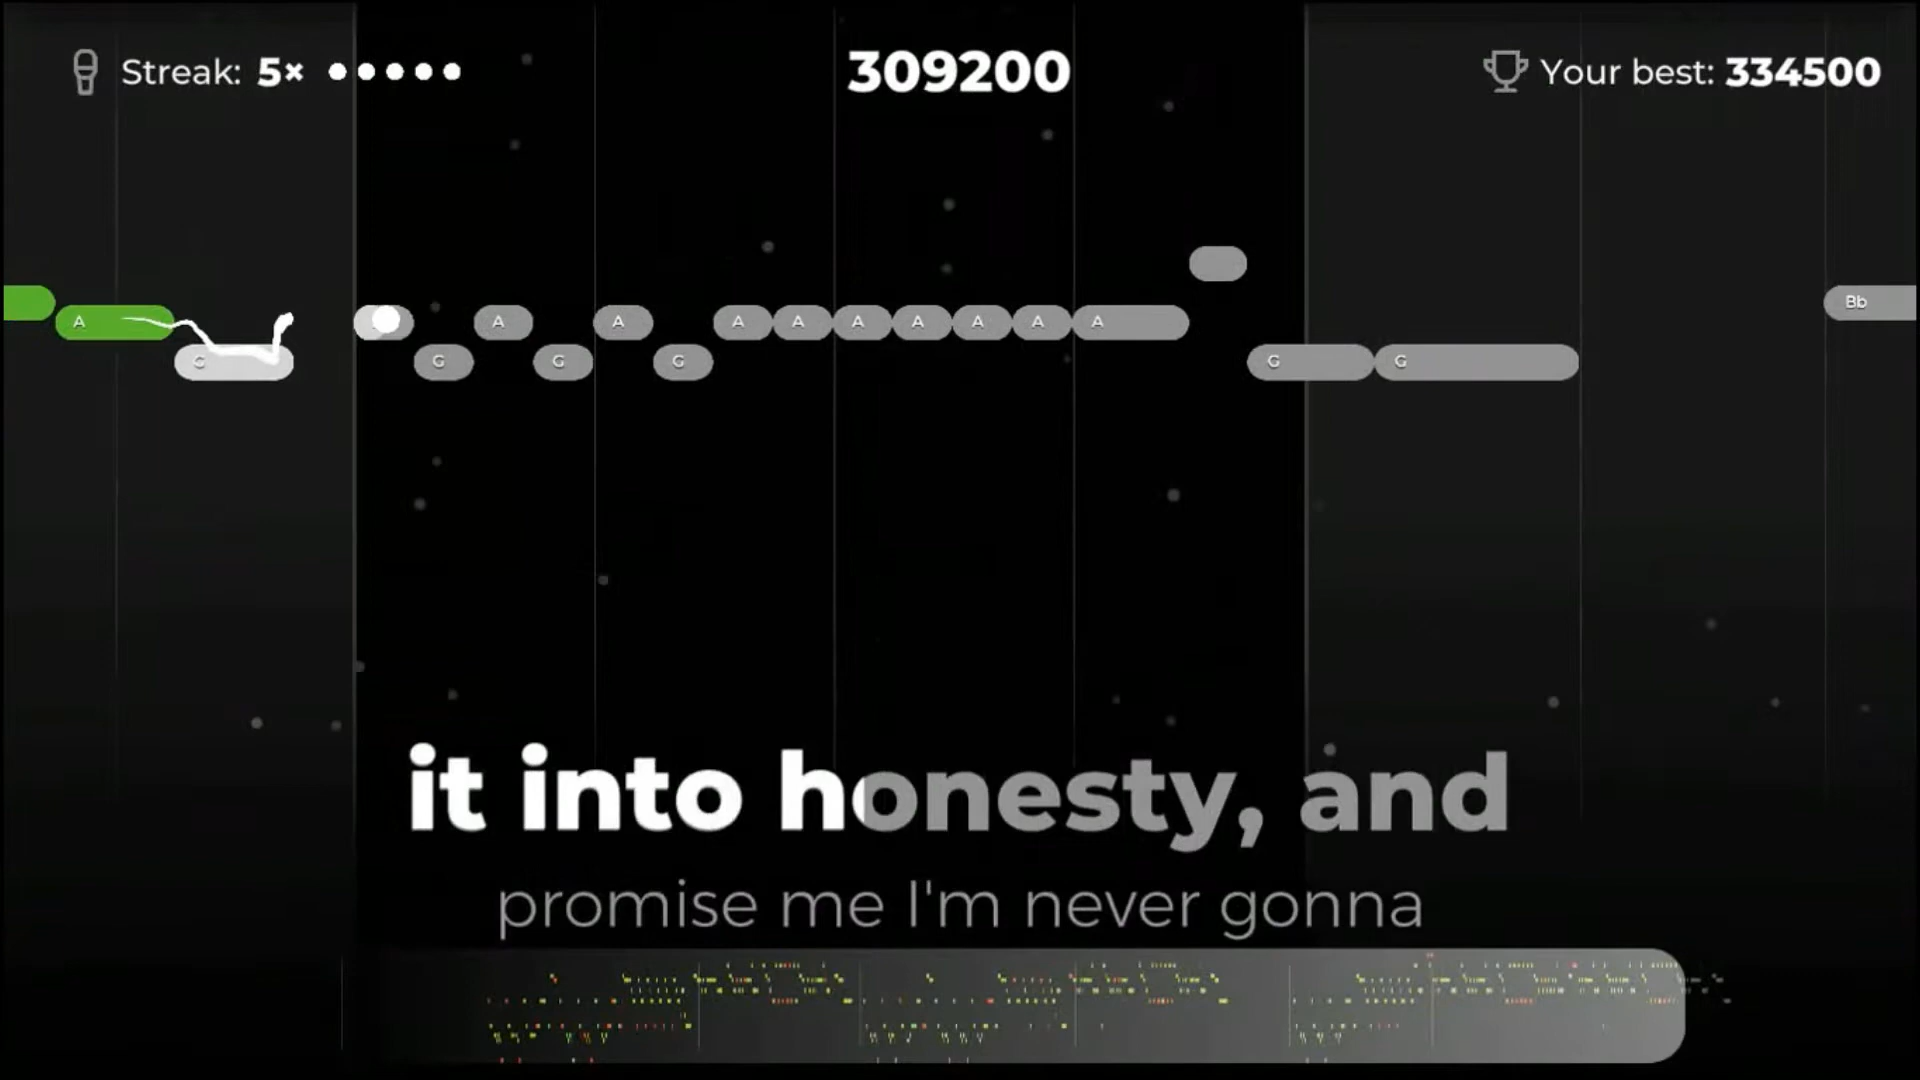 Streak: 5× 309200 Your best: 334500
A G G A G A G A A A A A A A G G Bb
it into honesty, and
promise me I'm never gonna